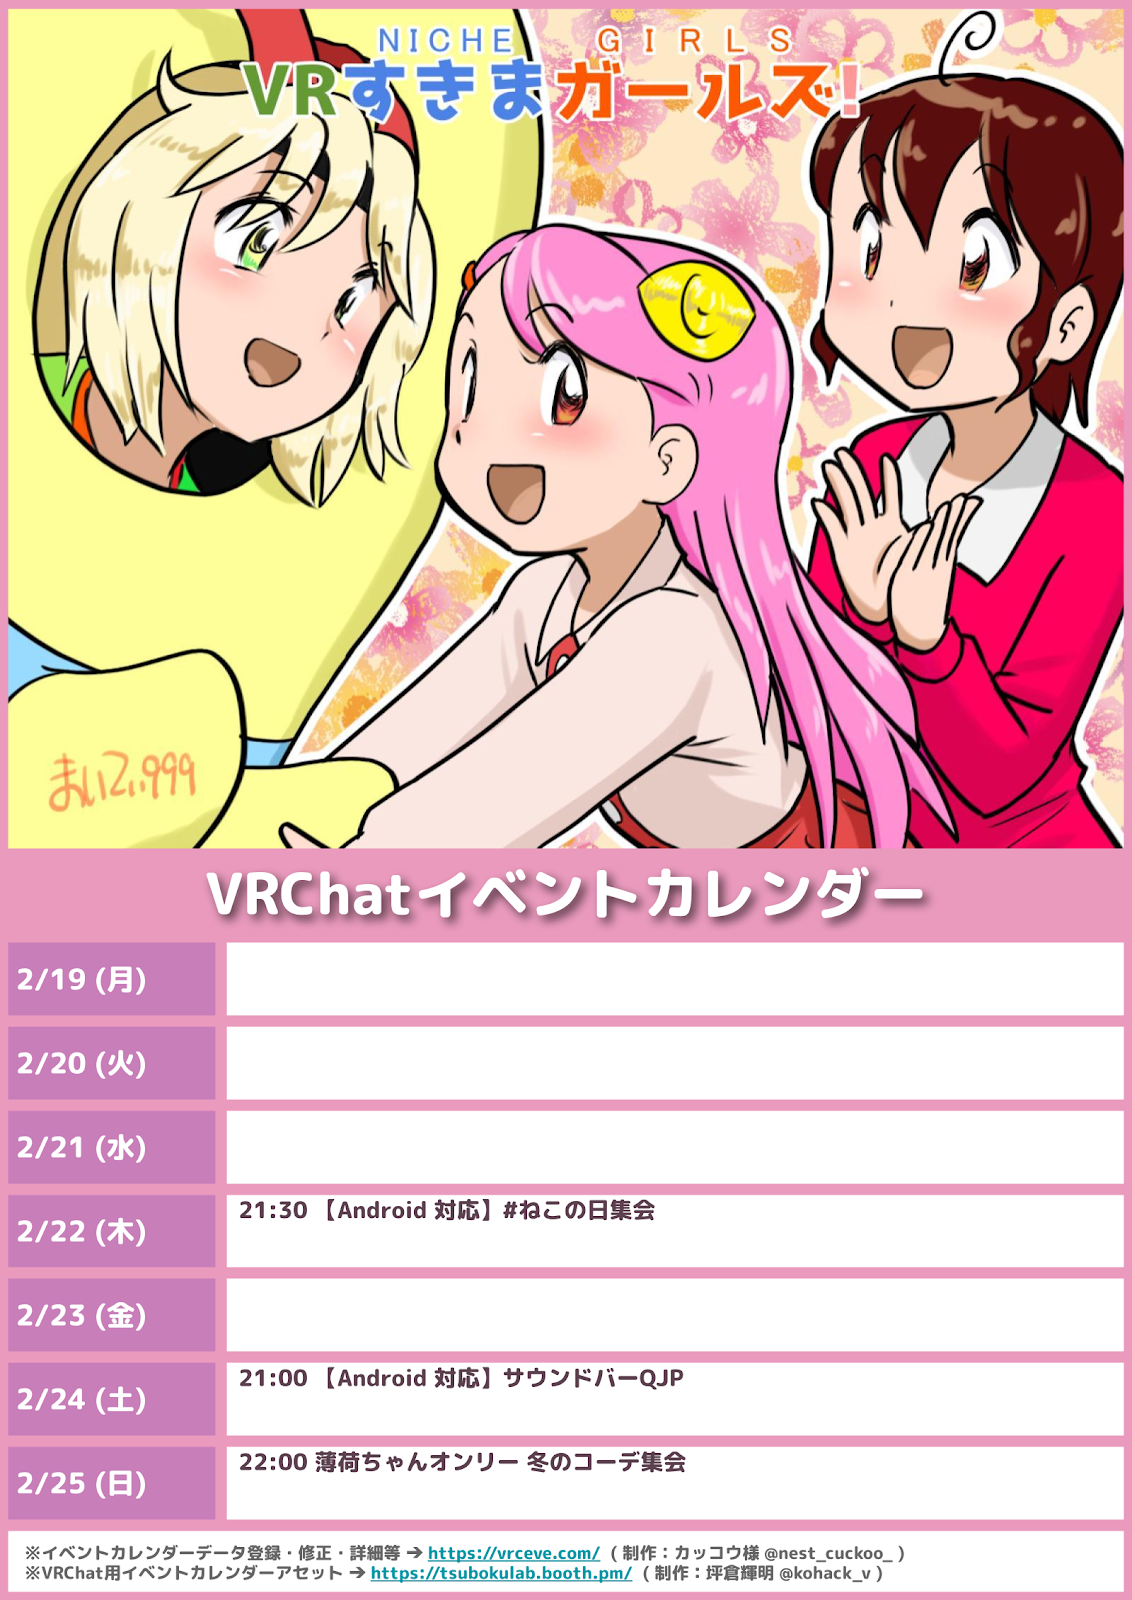 NICHE GIRLS
VRすきまガールズ!
まいてぃ999
VRChatイベントカレンダー
2/19 (月)
2/20 (火)
2/21 (水)
2/22 (木)
21:30 【Android 対応】#ねこの日集会
2/23 (金)
2/24 (土)
21:00 【Android 対応】サウンドバーQJP
2/25 (日)
22:00 薄荷ちゃんオンリー 冬のコーデ集会
※イベントカレンダーデータ登録・修正・詳細等 ➔ https://vrceve.com/ ( 制作：カッコウ様 @nest_cuckoo_ )
※VRChat用イベントカレンダーアセット ➔ https://tsubokulab.booth.pm/ ( 制作：坪倉輝明 @kohack_v )